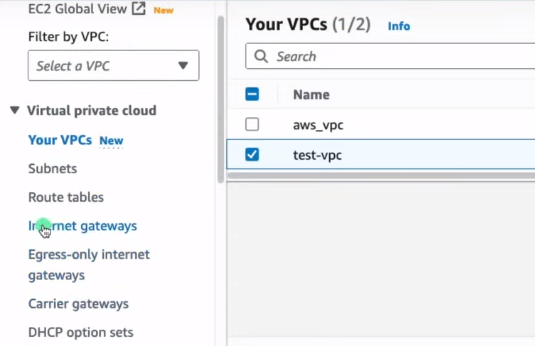 EC2 Global View New
Filter by VPC:
Select a VPC
Virtual private cloud
Your VPCs New
Subnets
Route tables
Internet gateways
Egress-only internet
gateways
Carrier gateways
DHCP option sets
Your VPCs (1/2) Info
Search
Name
aws_vpc
test-vpc